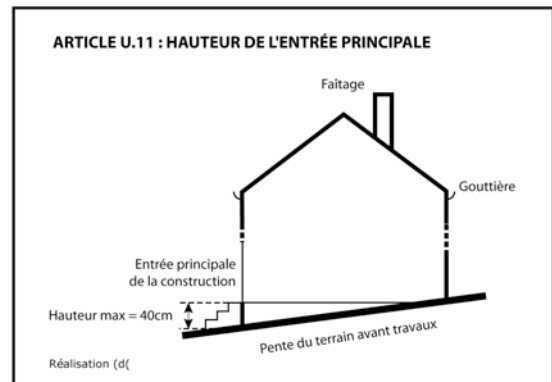 ARTICLE U.11 : HAUTEUR DE L'ENTRÉE PRINCIPALE
Faîtage
Gouttière
Entrée principale
de la construction
Hauteur max = 40cm
Pente du terrain avant travaux
Réalisation (d(